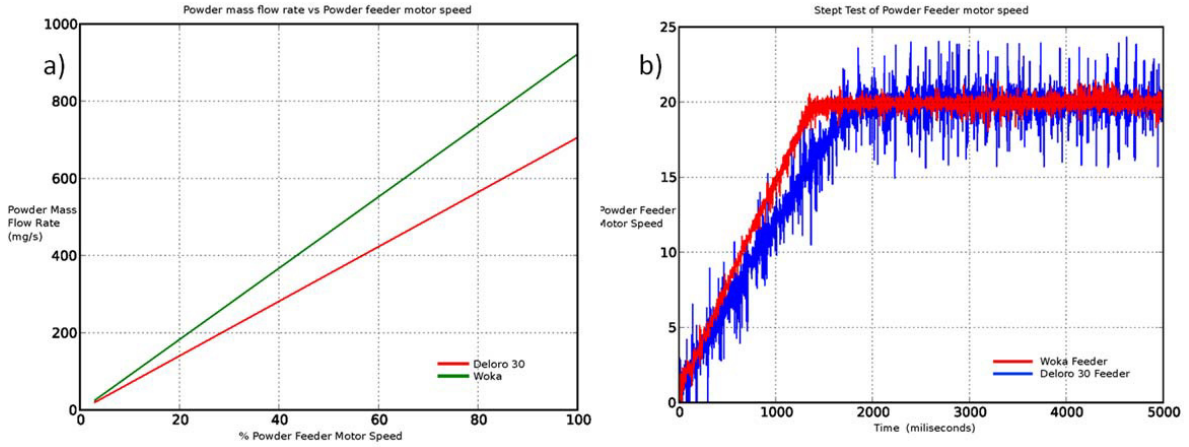 Powder mass flow rate vs Powder feeder motor speed
a)
1000
800
600
400
200
0
Powder Mass
Flow Rate
(mg/s)
Deloro 30
Woka
20
40
60
80
100
% Powder Feeder Motor Speed
Stept Test of Powder Feeder motor speed
b)
25
20
15
10
5
0
Powder Feeder
Motor Speed
Woka Feeder
Deloro 30 Feeder
0
1000
2000
3000
4000
5000
Time (miliseconds)